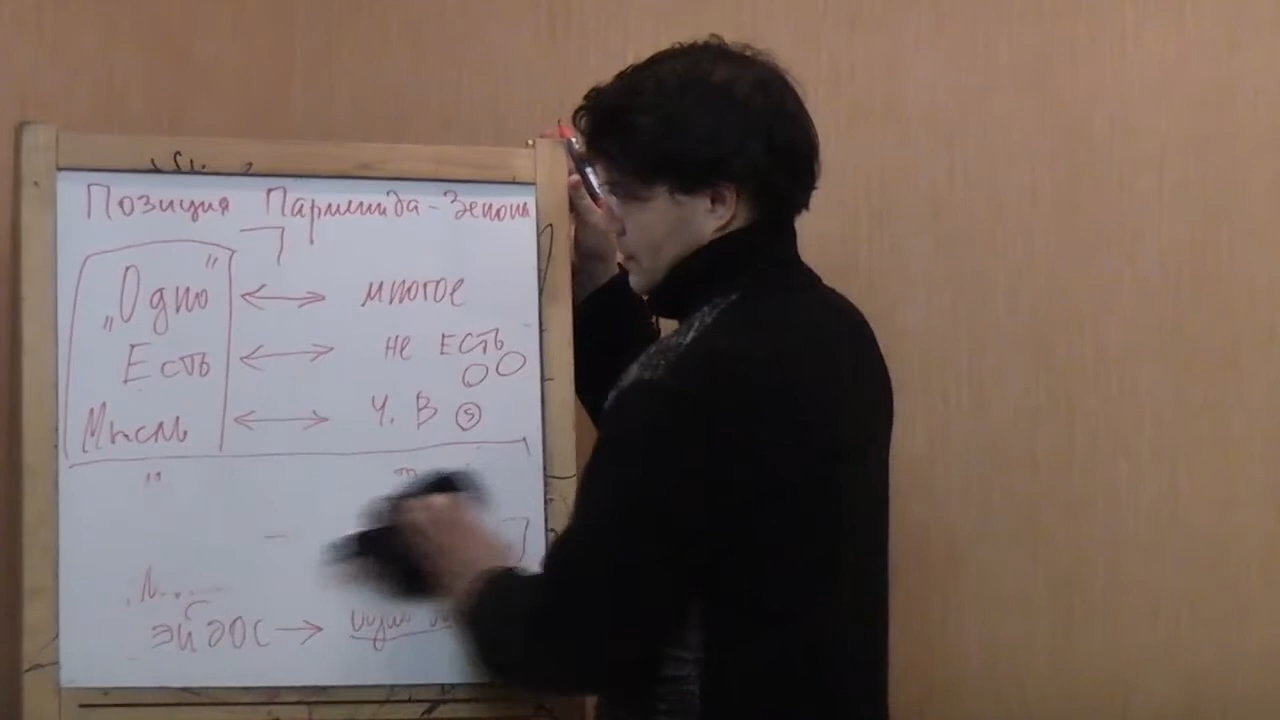 Позиция Парменида - Зенона
"Одно" ↔ многое
Есть ↔ не есть
Мысль ↔ Ч. В (S)
эйдос →